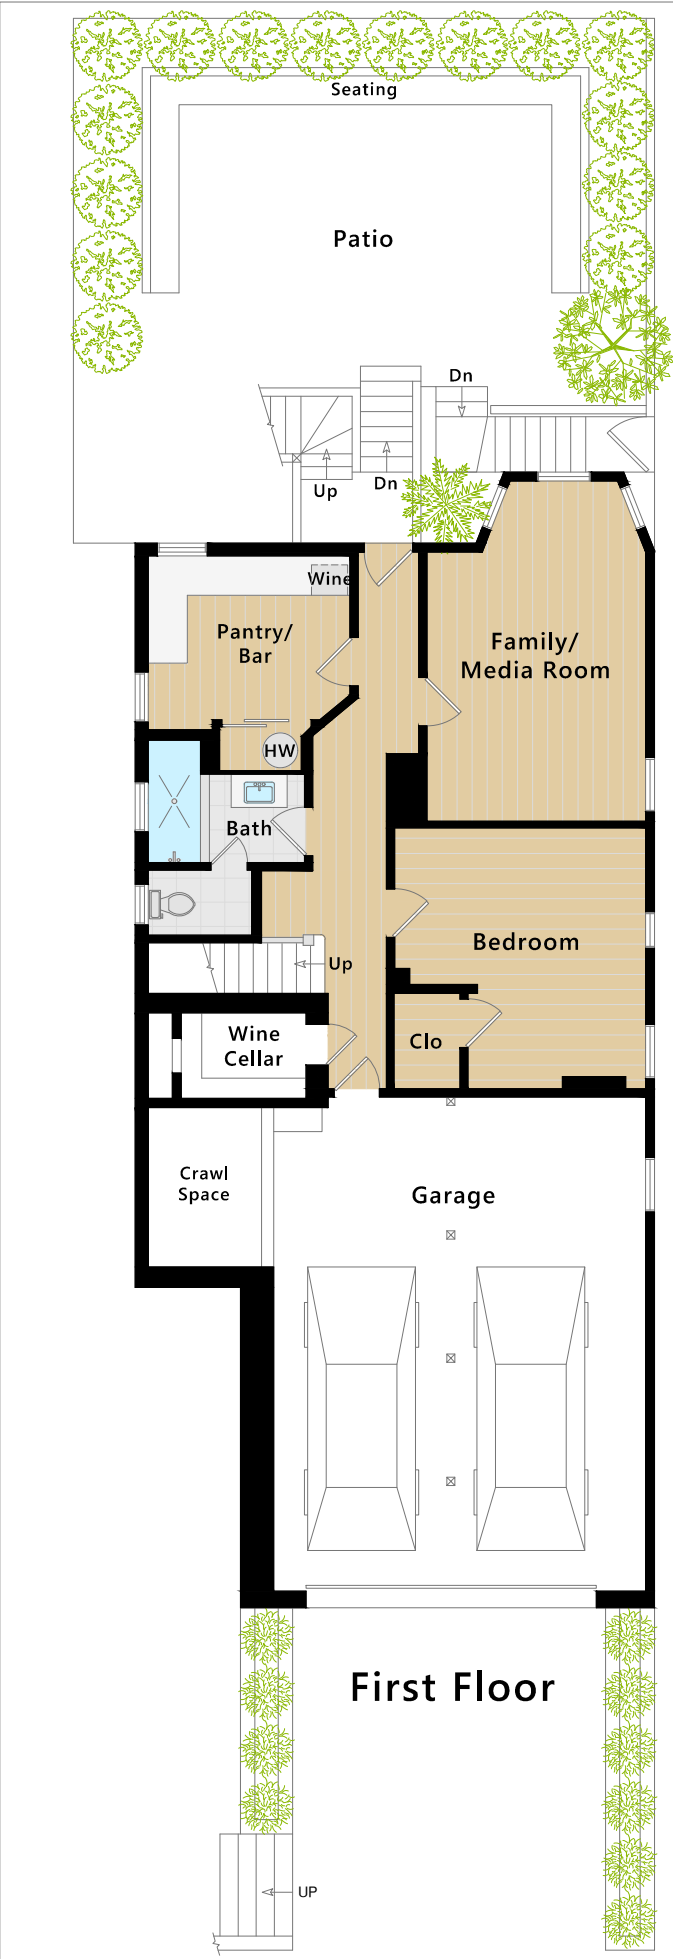 Seating
Patio
Dn
Up
Dn
Wine
Pantry/
Bar
Family/
Media Room
HW
Bath
Bedroom
Up
Wine
Cellar
Clo
Crawl
Space
Garage
First Floor
UP